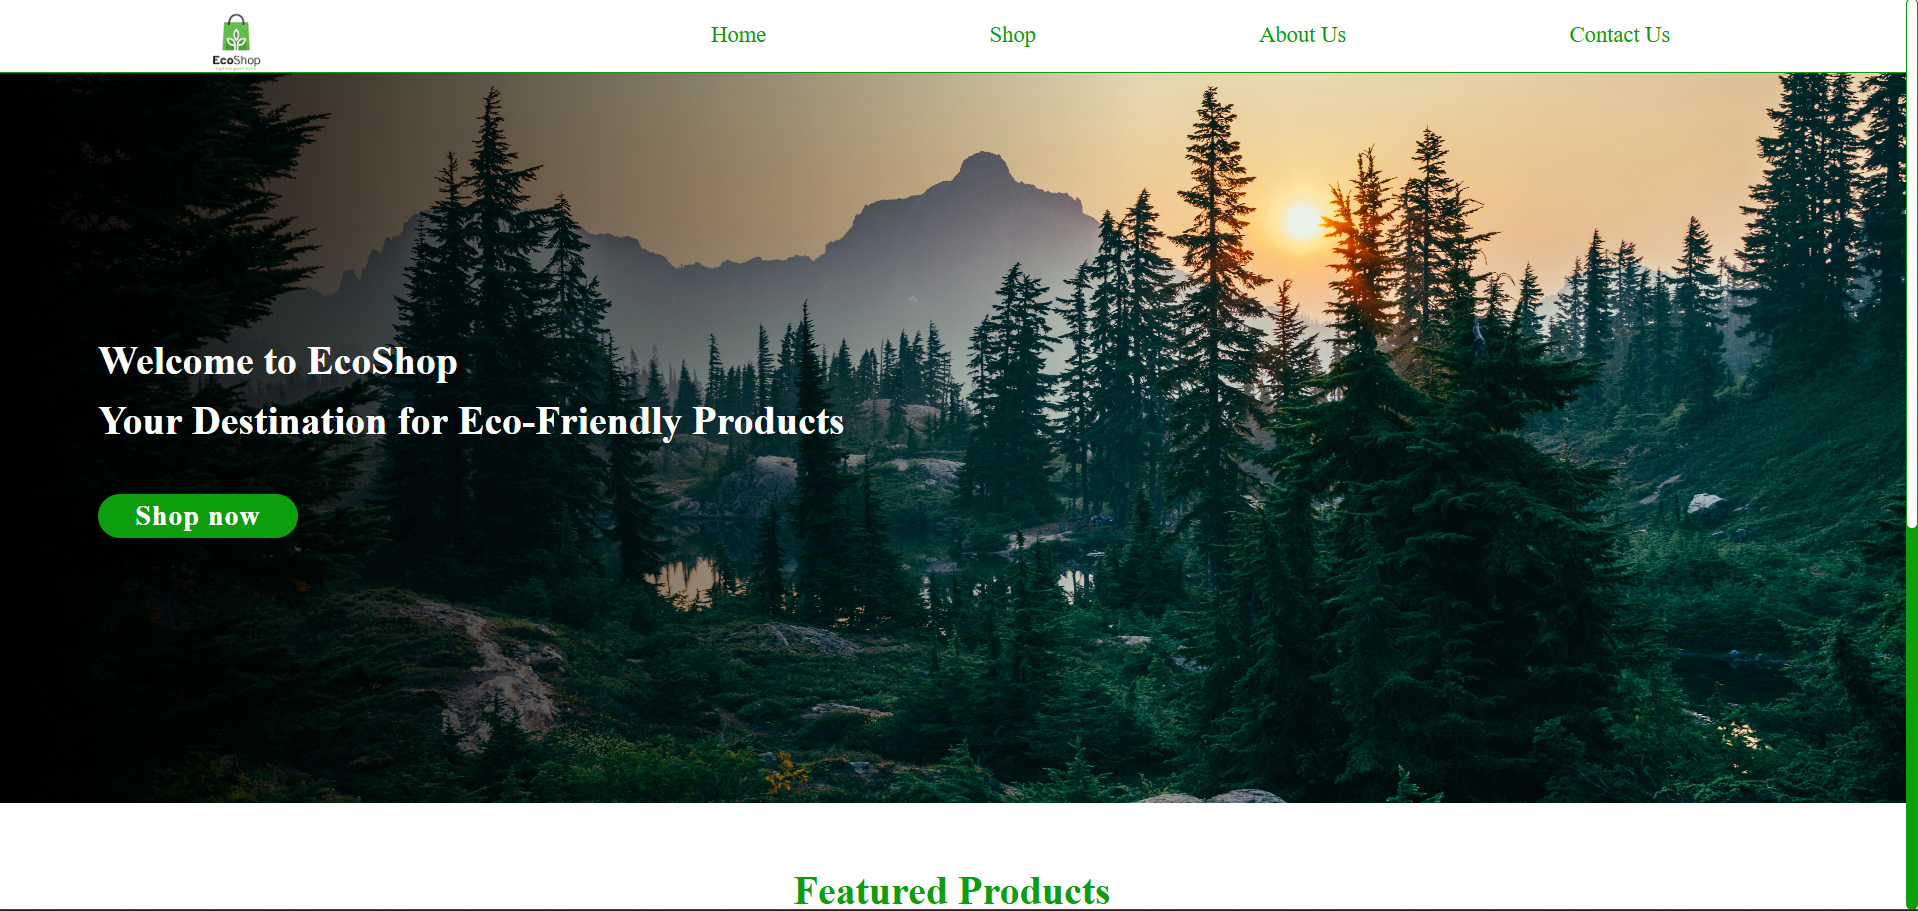 EcoShop
Home
Shop
About Us
Contact Us
Welcome to EcoShop
Your Destination for Eco-Friendly Products
Shop now
Featured Products